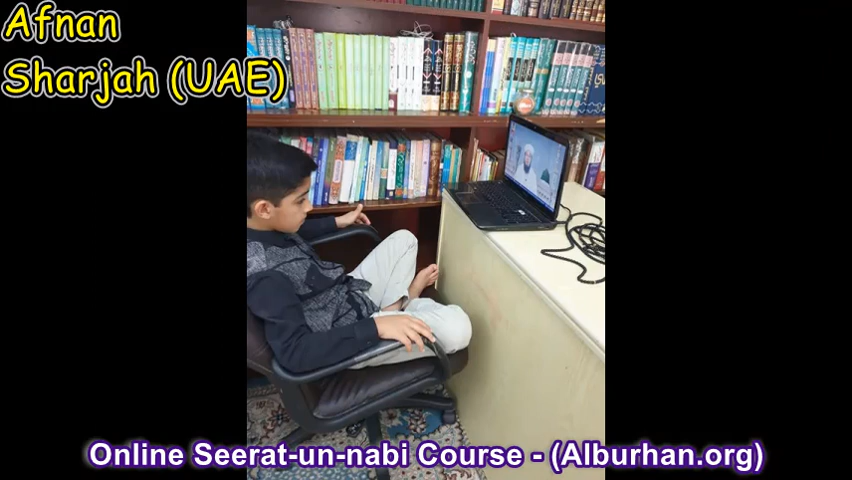 Afnan
Sharjah (UAE)
Online Seerat-un-nabi Course - (Alburhan.org)